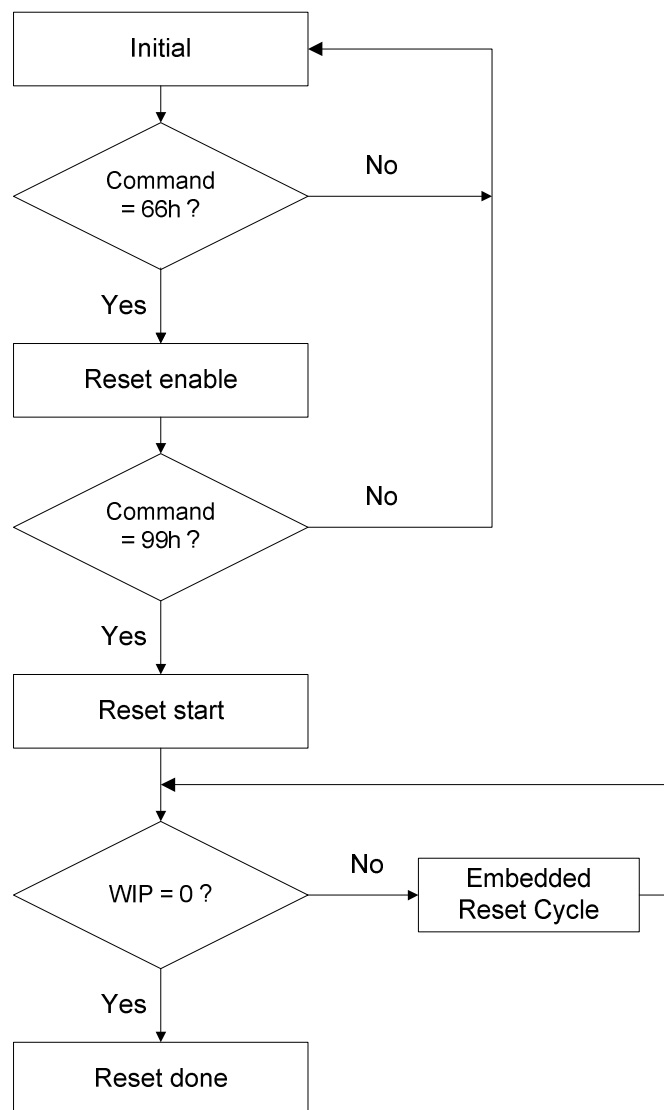 Initial
Command
= 66h ?
No
Yes
Reset enable
Command
= 99h ?
No
Yes
Reset start
WIP = 0 ?
No
Embedded
Reset Cycle
Yes
Reset done